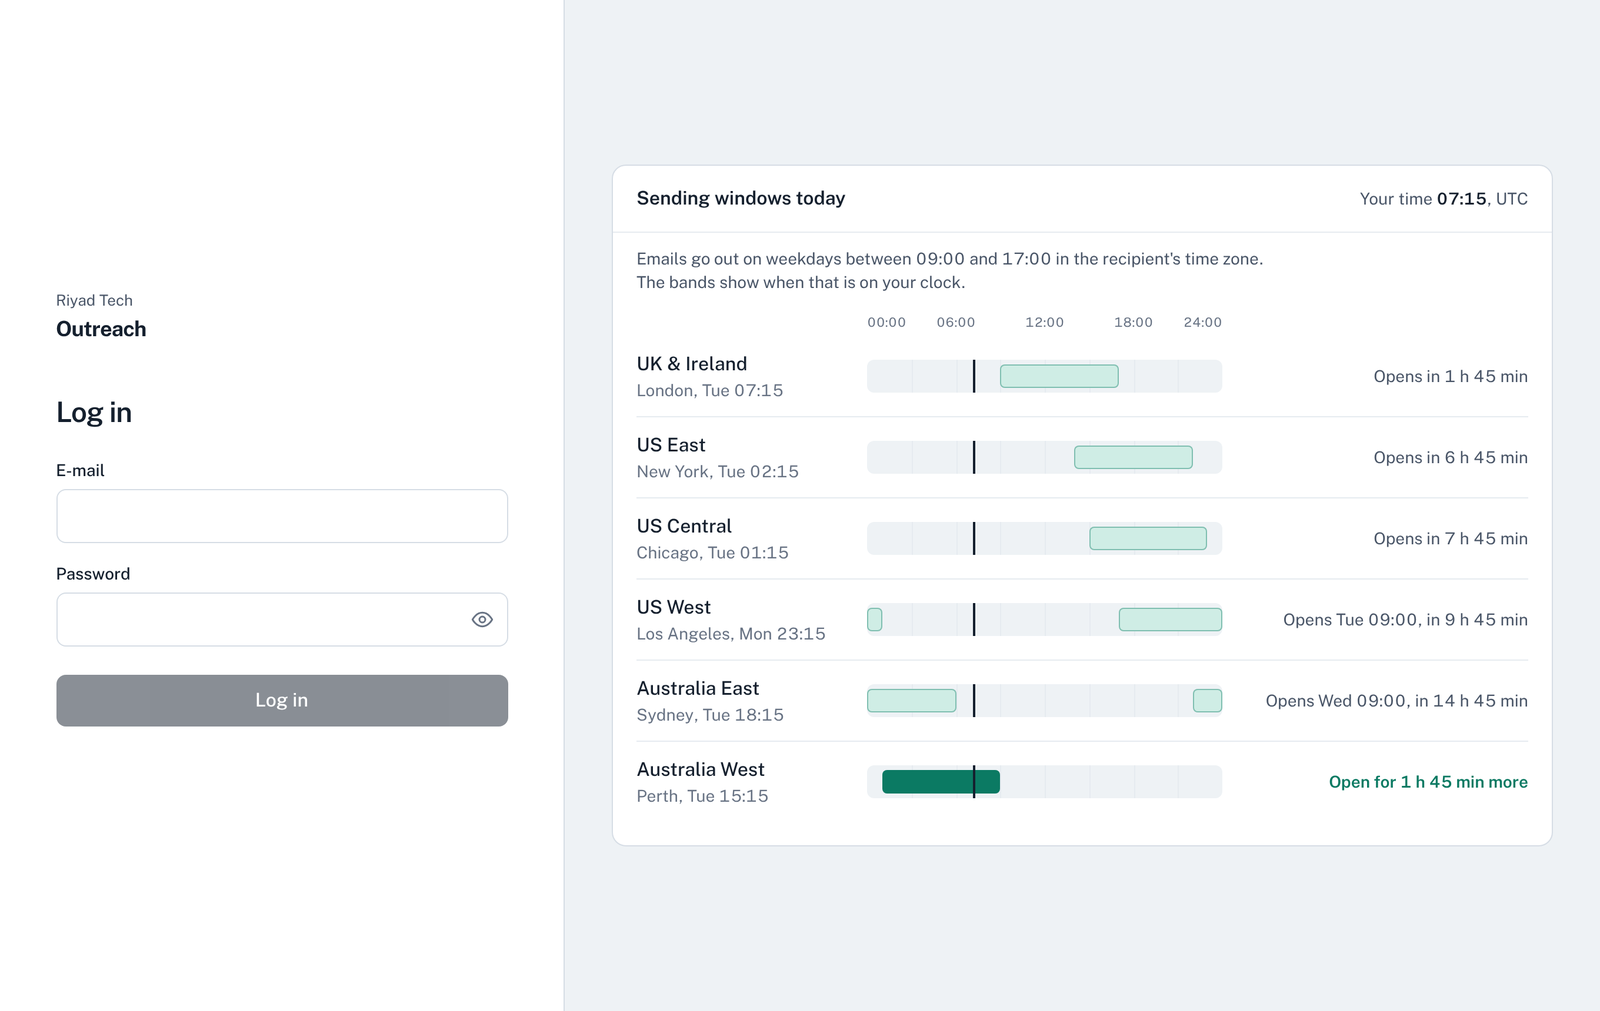 Riyad Tech
Outreach
Log in
E-mail
Password
Log in
Sending windows today
Your time 07:15, UTC
Emails go out on weekdays between 09:00 and 17:00 in the recipient's time zone.
The bands show when that is on your clock.
00:00 06:00 12:00 18:00 24:00
UK & Ireland
London, Tue 07:15
Opens in 1 h 45 min
US East
New York, Tue 02:15
Opens in 6 h 45 min
US Central
Chicago, Tue 01:15
Opens in 7 h 45 min
US West
Los Angeles, Mon 23:15
Opens Tue 09:00, in 9 h 45 min
Australia East
Sydney, Tue 18:15
Opens Wed 09:00, in 14 h 45 min
Australia West
Perth, Tue 15:15
Open for 1 h 45 min more